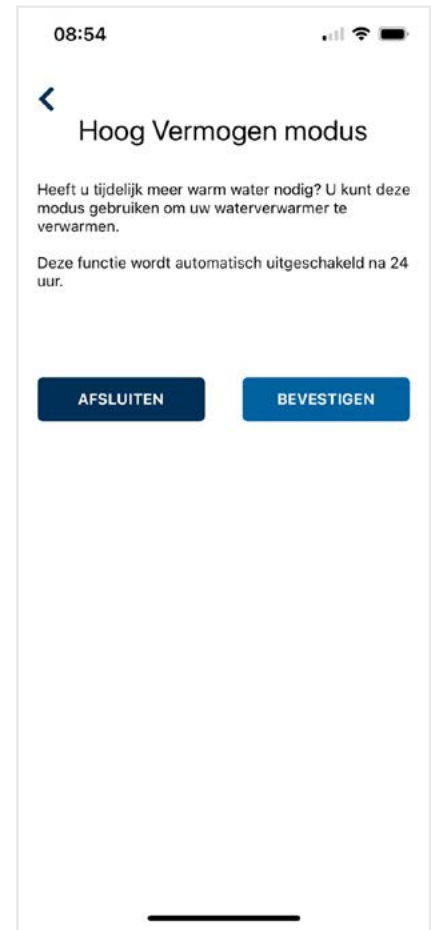 08:54
Hoog Vermogen modus
Heeft u tijdelijk meer warm water nodig? U kunt deze
modus gebruiken om uw waterverwarmer te
verwarmen.
Deze functie wordt automatisch uitgeschakeld na 24
uur.
AFSLUITEN
BEVESTIGEN